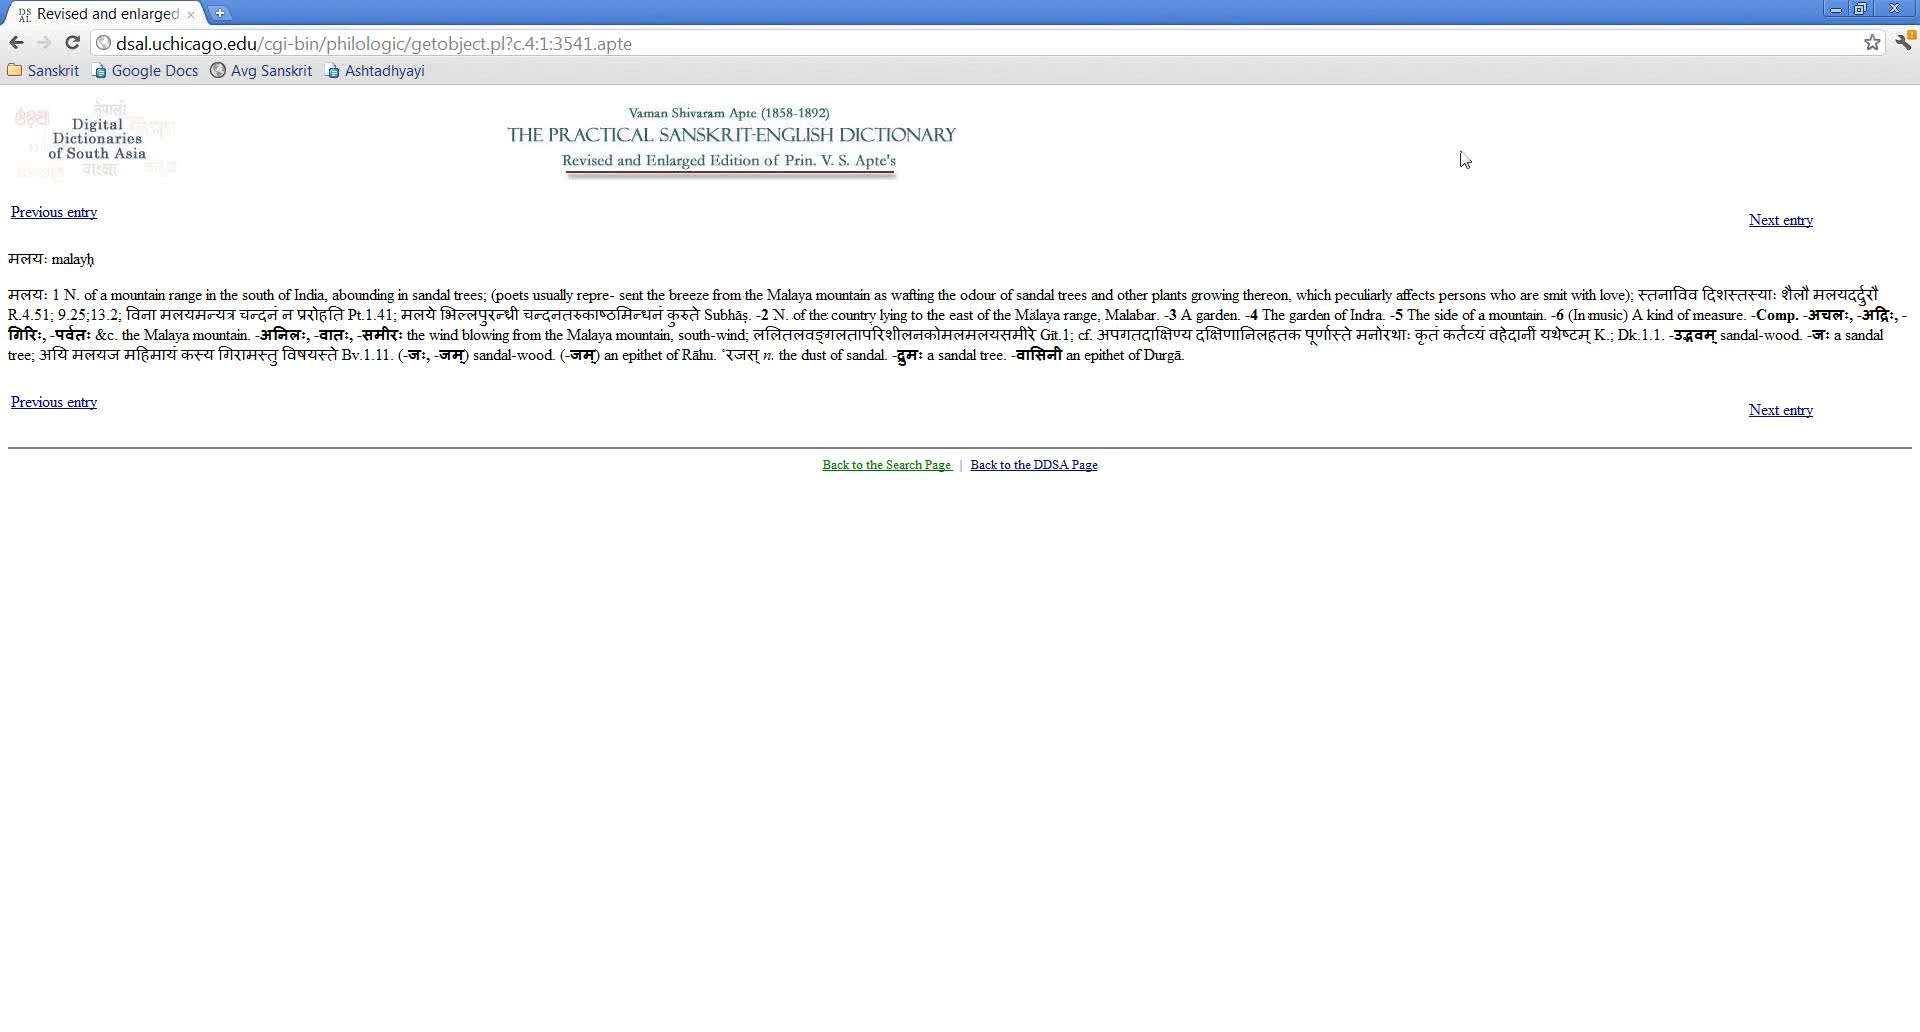 DS AL Revised and enlarged
dsal.uchicago.edu/cgi-bin/philologic/getobject.pl?c.4:1:3541.apte
Sanskrit Google Docs Avg Sanskrit Ashtadhyayi
नेपाली
Digital
Dictionaries
of South Asia
বাংলা
Vaman Shivaram Apte (1858-1892)
THE PRACTICAL SANSKRIT-ENGLISH DICTIONARY
Revised and Enlarged Edition of Prin. V. S. Apte's
Previous entry
Next entry
मलयः malayḥ
मलयः 1 N. of a mountain range in the south of India, abounding in sandal trees; (poets usually repre- sent the breeze from the Malaya mountain as wafting the odour of sandal trees and other plants growing thereon, which peculiarly affects persons who are smit with love); स्तनाविव दिशस्तस्याः शैलौ मलयदर्दुरौ
R.4.51; 9.25;13.2; विना मलयमन्यत्र चन्दनं न प्ररोहति Pt.1.41; मलये भिल्लपुरन्ध्री चन्दनतरुकाष्ठमिन्धनं कुरुते Subhāṣ. -2 N. of the country lying to the east of the Mālaya range, Malabar. -3 A garden. -4 The garden of Indra. -5 The side of a mountain. -6 (In music) A kind of measure. -Comp. -अचलः, -अद्रिः, -
गिरिः, -पर्वतः &c. the Malaya mountain. -अनिलः, -वातः, -समीरः the wind blowing from the Malaya mountain, south-wind; ललितलवङ्गलतापरिशीलनकोमलमलयसमीरे Gīt.1; cf. अपगतदाक्षिण्य दक्षिणानिलहतक पूर्णास्ते मनोरथाः कृतं कर्तव्यं वहेदानीं यथेष्टम् K.; Dk.1.1. -उद्भवम् sandal-wood. -जः a sandal
tree; अयि मलयज महिमायं कस्य गिरामस्तु विषयस्ते Bv.1.11. (-जः, -जम्) sandal-wood. (-जम्) an epithet of Rāhu. ˚रजस् n. the dust of sandal. -द्रुमः a sandal tree. -वासिनी an epithet of Durgā.
Previous entry
Next entry
Back to the Search Page | Back to the DDSA Page